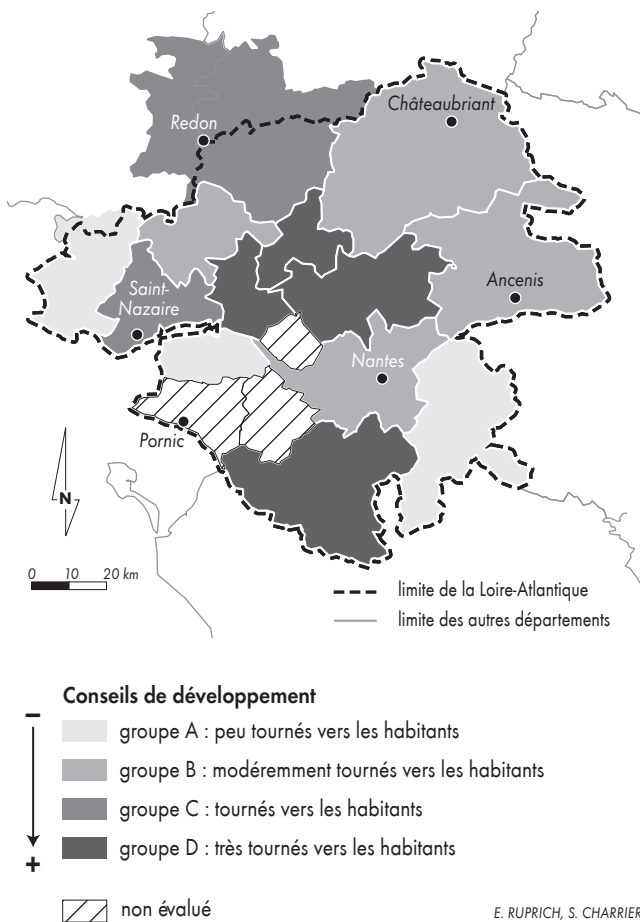 Châteaubriant
Redon
Ancenis
Saint-
Nazaire
Nantes
Pornic
N
0 10 20 km
limite de la Loire-Atlantique
limite des autres départements
Conseils de développement
–
groupe A : peu tournés vers les habitants
groupe B : modéremment tournés vers les habitants
groupe C : tournés vers les habitants
groupe D : très tournés vers les habitants
+
non évalué
E. RUPRICH, S. CHARRIER